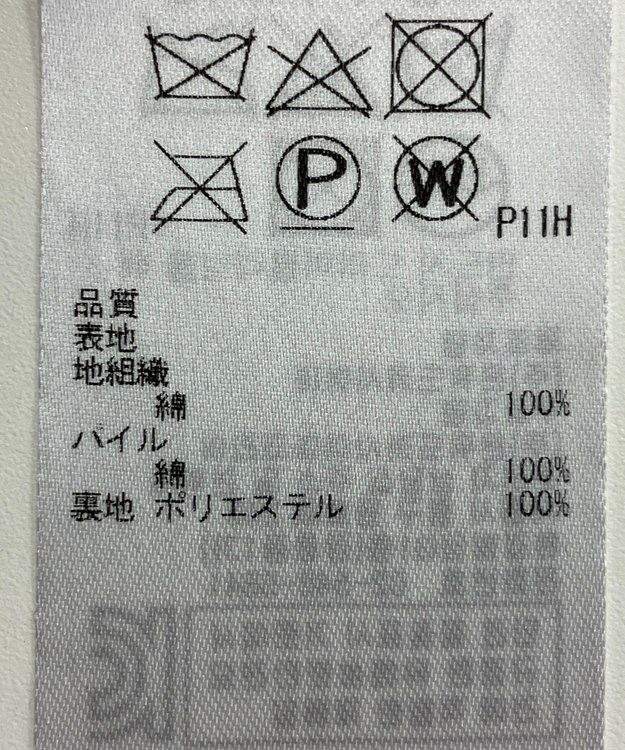 P W P11H
品質
表地
地組織
綿 100%
パイル
綿 100%
裏地 ポリエステル 100%